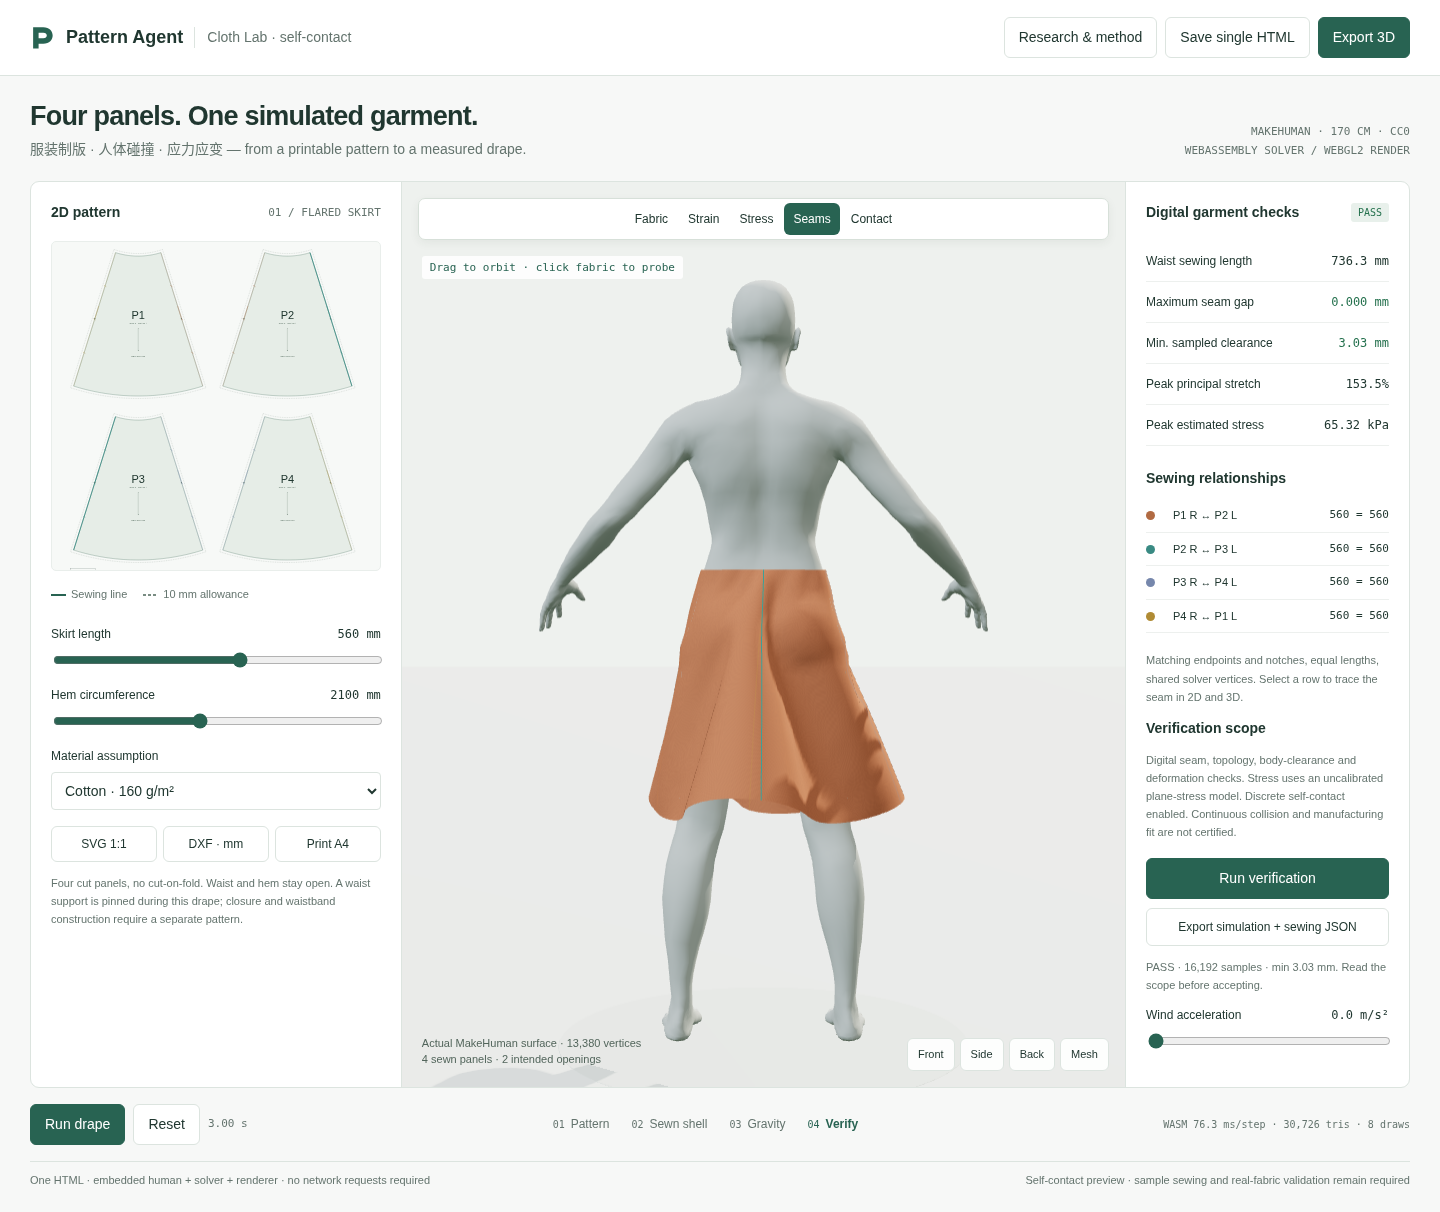 Pattern Agent
Cloth Lab · self-contact
Research & method
Save single HTML
Export 3D
Four panels. One simulated garment.
服装制版 · 人体碰撞 · 应力应变 — from a printable pattern to a measured drape.
MAKEHUMAN · 170 CM · CC0
WEBASSEMBLY SOLVER / WEBGL2 RENDER
2D pattern
01 / FLARED SKIRT
P1
P2
P3
P4
Sewing line
10 mm allowance
Skirt length
560 mm
Hem circumference
2100 mm
Material assumption
Cotton · 160 g/m²
SVG 1:1
DXF · mm
Print A4
Four cut panels, no cut-on-fold. Waist and hem stay open. A waist
support is pinned during this drape; closure and waistband
construction require a separate pattern.
Fabric
Strain
Stress
Seams
Contact
Drag to orbit · click fabric to probe
Actual MakeHuman surface · 13,380 vertices
4 sewn panels · 2 intended openings
Front
Side
Back
Mesh
Digital garment checks
PASS
Waist sewing length
736.3 mm
Maximum seam gap
0.000 mm
Min. sampled clearance
3.03 mm
Peak principal stretch
153.5%
Peak estimated stress
65.32 kPa
Sewing relationships
P1 R ↔ P2 L
560 = 560
P2 R ↔ P3 L
560 = 560
P3 R ↔ P4 L
560 = 560
P4 R ↔ P1 L
560 = 560
Matching endpoints and notches, equal lengths,
shared solver vertices. Select a row to trace the
seam in 2D and 3D.
Verification scope
Digital seam, topology, body-clearance and
deformation checks. Stress uses an uncalibrated
plane-stress model. Discrete self-contact
enabled. Continuous collision and manufacturing
fit are not certified.
Run verification
Export simulation + sewing JSON
PASS · 16,192 samples · min 3.03 mm. Read the
scope before accepting.
Wind acceleration
0.0 m/s²
Run drape
Reset
3.00 s
01 Pattern
02 Sewn shell
03 Gravity
04 Verify
WASM 76.3 ms/step · 30,726 tris · 8 draws
One HTML · embedded human + solver + renderer · no network requests required
Self-contact preview · sample sewing and real-fabric validation remain required